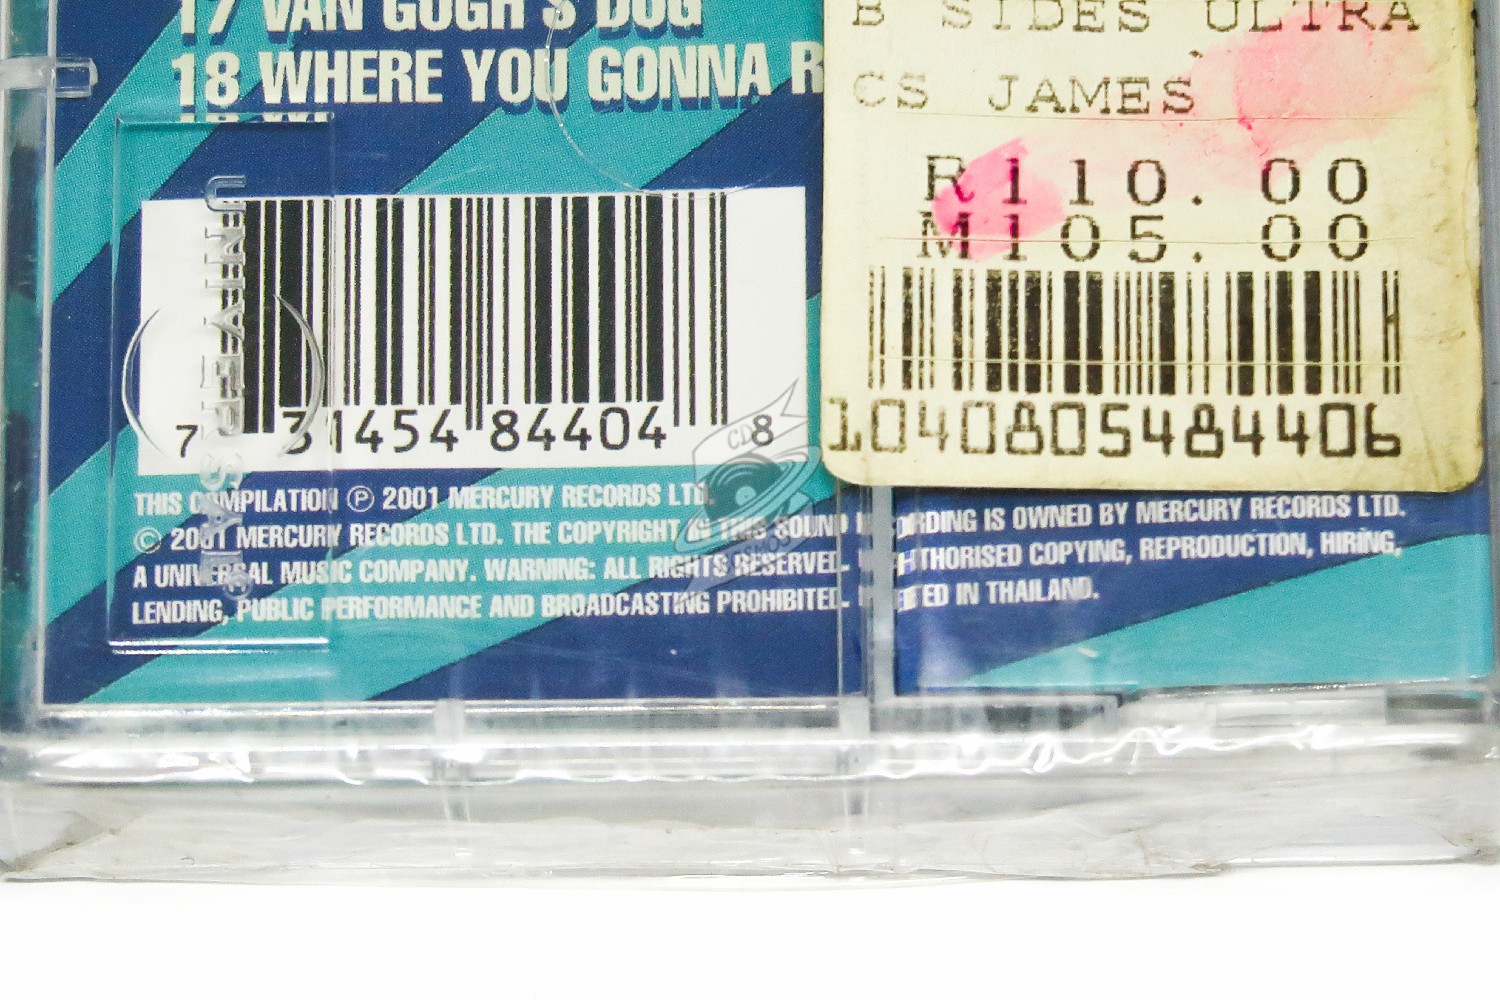 17 VAN GOGH'S DOG
18 WHERE YOU GONNA R
B SIDES ULTRA
CS JAMES
R110.00
M105.00
1040805484406
7 31454 84404 8
UNIVERSAL
THIS COMPILATION ℗ 2001 MERCURY RECORDS LTD.
© 2001 MERCURY RECORDS LTD. THE COPYRIGHT IN THIS SOUND RECORDING IS OWNED BY MERCURY RECORDS LTD.
A UNIVERSAL MUSIC COMPANY. WARNING: ALL RIGHTS RESERVED. UNAUTHORISED COPYING, REPRODUCTION, HIRING,
LENDING, PUBLIC PERFORMANCE AND BROADCASTING PROHIBITED. IN THAILAND.
CD